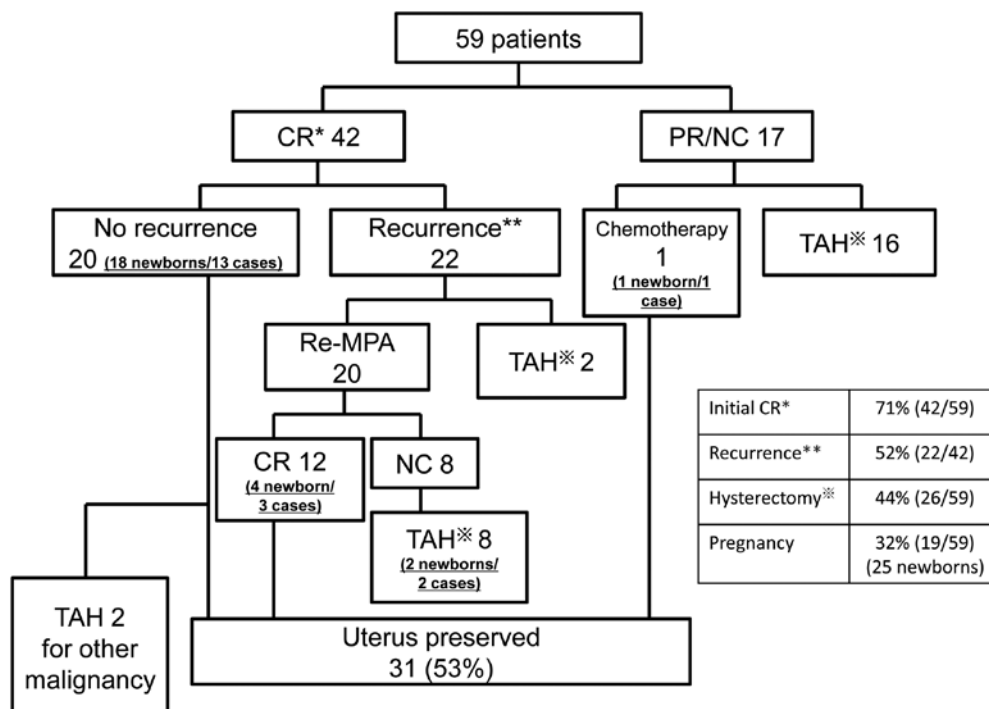 59 patients
CR* 42
PR/NC 17
No recurrence
20 (18 newborns/13 cases)
Recurrence**
22
Chemotherapy
1
(1 newborn/1
case)
TAH※ 16
Re-MPA
20
TAH※ 2
CR 12
(4 newborn/
3 cases)
NC 8
TAH※ 8
(2 newborns/
2 cases)
TAH 2
for other
malignancy
Uterus preserved
31 (53%)
Initial CR* 71% (42/59)
Recurrence** 52% (22/42)
Hysterectomy※ 44% (26/59)
Pregnancy 32% (19/59)
(25 newborns)